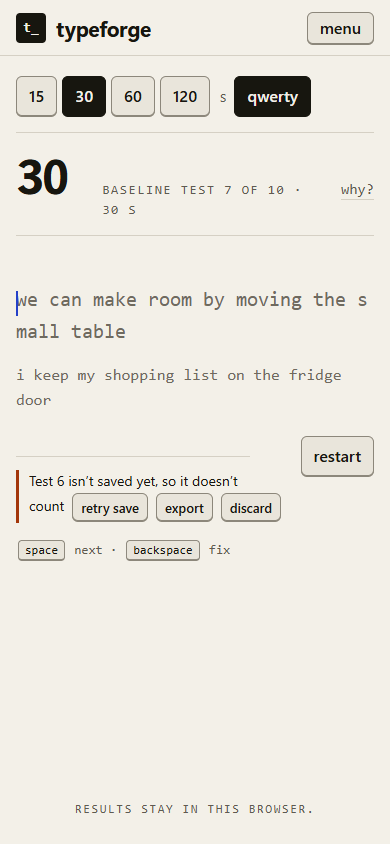 t_ typeforge menu
15 30 60 120 s qwerty
30 BASELINE TEST 7 OF 10 · why?
30 S
we can make room by moving the s
mall table
i keep my shopping list on the fridge
door
restart
Test 6 isn’t saved yet, so it doesn’t
count retry save export discard
space next · backspace fix
RESULTS STAY IN THIS BROWSER.